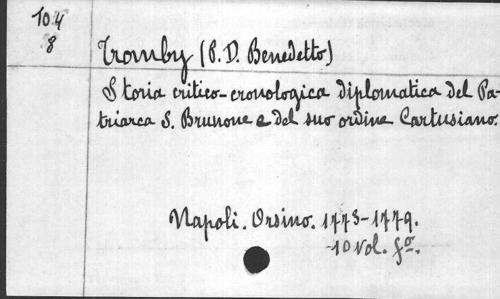 104
8
Tromby (P. D. Benedetto)
Storia critico-cronologica diplomatica del Pa-
triarca S. Brunone e del suo ordine Cartusiano.
Napoli. Orsino. 1773-1779.
10 vol. fo.